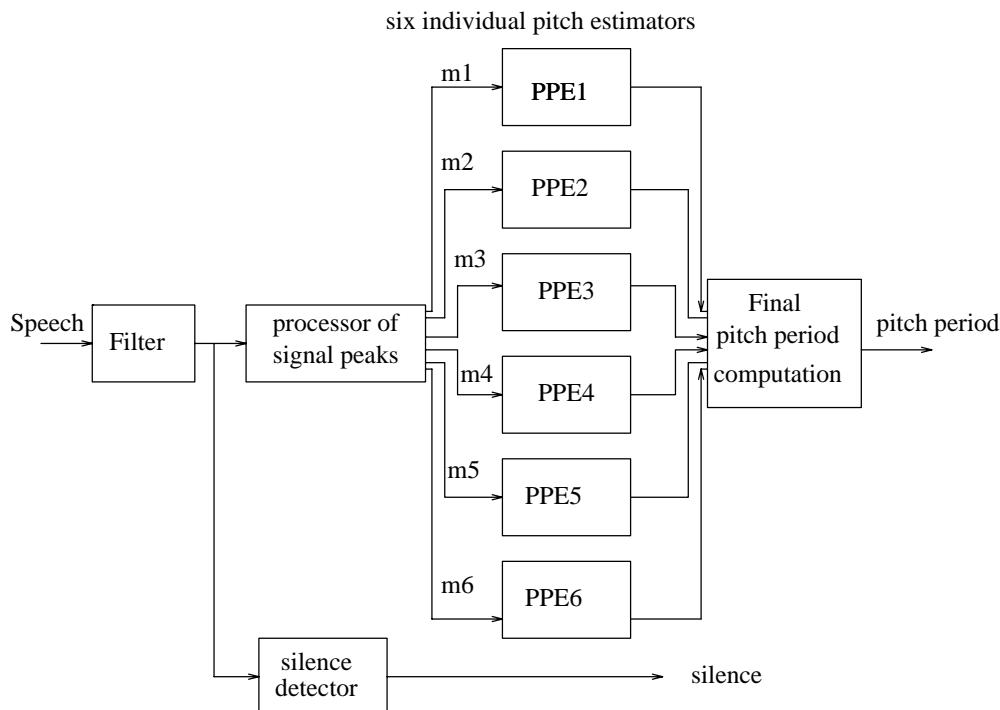 six individual pitch estimators
m1
PPE1
m2
PPE2
m3
PPE3
Speech
Filter
processor of
signal peaks
Final
pitch period
computation
pitch period
m4
PPE4
m5
PPE5
m6
PPE6
silence
detector
silence